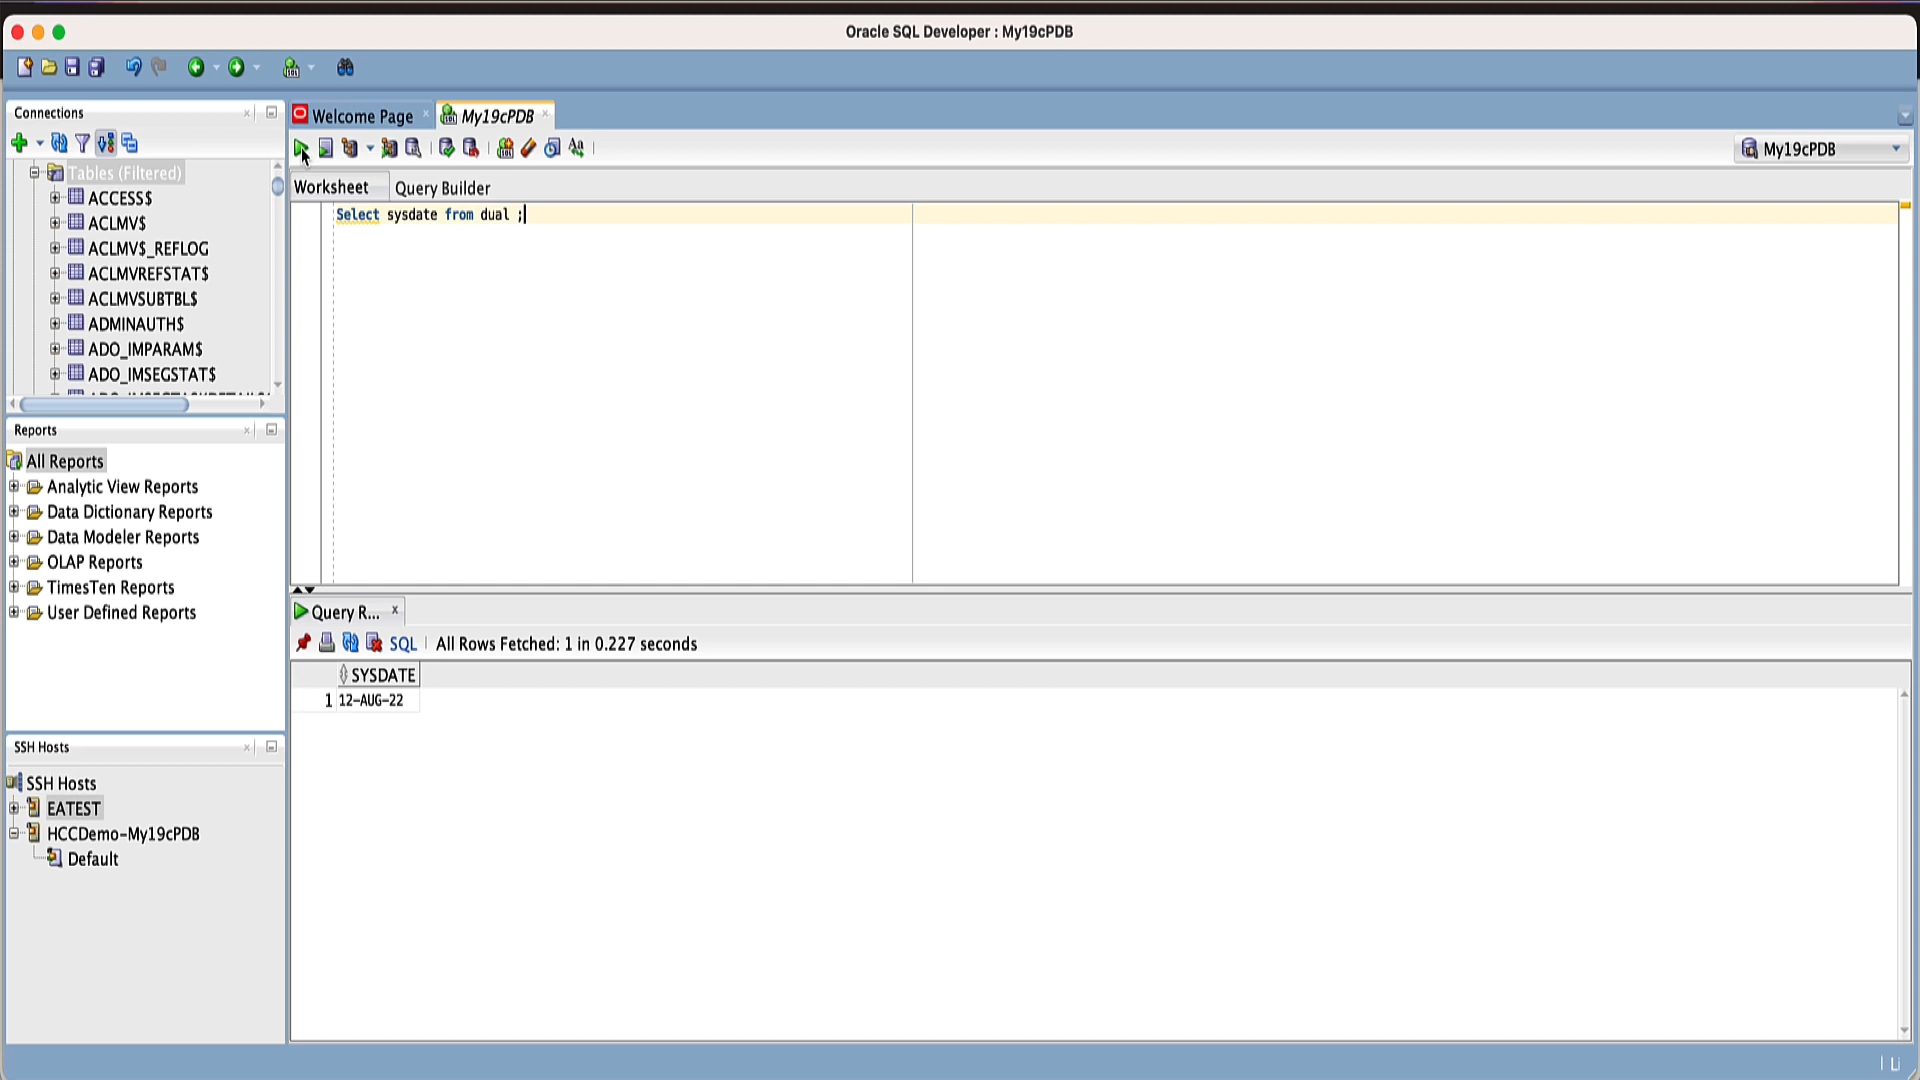 Oracle SQL Developer : My19cPDB
Connections
Tables (Filtered)
ACCESS$
ACLMV$
ACLMV$_REFLOG
ACLMVREFSTAT$
ACLMVSUBTBL$
ADMINAUTH$
ADO_IMPARAM$
ADO_IMSEGSTAT$
Reports
All Reports
Analytic View Reports
Data Dictionary Reports
Data Modeler Reports
OLAP Reports
TimesTen Reports
User Defined Reports
SSH Hosts
SSH Hosts
EATEST
HCCDemo-My19cPDB
Default
Welcome Page
My19cPDB
My19cPDB
Worksheet
Query Builder
Select sysdate from dual ;
Query R...
SQL
All Rows Fetched: 1 in 0.227 seconds
SYSDATE
1 12-AUG-22